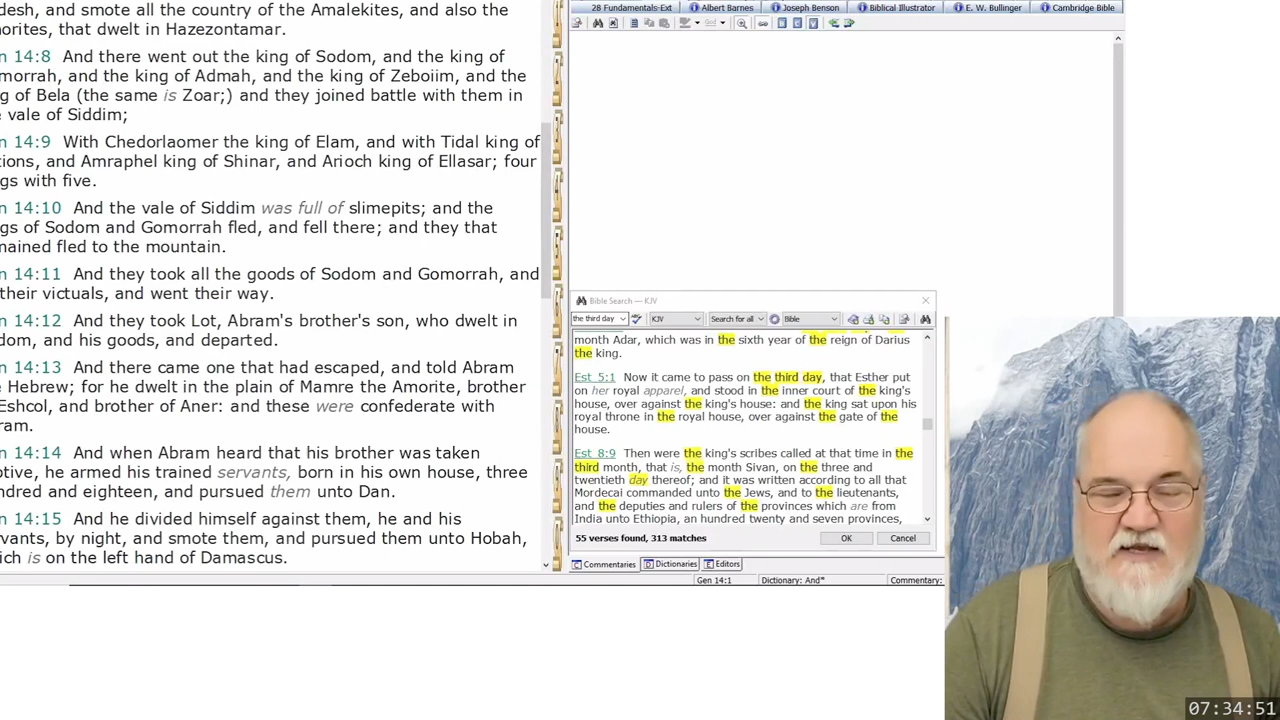 desh, and smote all the country of the Amalekites, and also the
norites, that dwelt in Hazezontamar.
n 14:8 And there went out the king of Sodom, and the king of
morrah, and the king of Admah, and the king of Zeboiim, and the
g of Bela (the same is Zoar;) and they joined battle with them in
e vale of Siddim;
n 14:9 With Chedorlaomer the king of Elam, and with Tidal king of
tions, and Amraphel king of Shinar, and Arioch king of Ellasar; four
gs with five.
n 14:10 And the vale of Siddim was full of slimepits; and the
gs of Sodom and Gomorrah fled, and fell there; and they that
mained fled to the mountain.
n 14:11 And they took all the goods of Sodom and Gomorrah, and
their victuals, and went their way.
n 14:12 And they took Lot, Abram's brother's son, who dwelt in
dom, and his goods, and departed.
n 14:13 And there came one that had escaped, and told Abram
e Hebrew; for he dwelt in the plain of Mamre the Amorite, brother
Eshcol, and brother of Aner: and these were confederate with
ram.
n 14:14 And when Abram heard that his brother was taken
ptive, he armed his trained servants, born in his own house, three
ndred and eighteen, and pursued them unto Dan.
n 14:15 And he divided himself against them, he and his
rvants, by night, and smote them, and pursued them unto Hobah,
ich is on the left hand of Damascus.
28 Fundamentals-Ext Albert Barnes Joseph Benson Biblical Illustrator E. W. Bullinger Cambridge Bible
Bible Search — KJV
the third day KJV Search for all Bible
month Adar, which was in the sixth year of the reign of Darius
the king.
Est 5:1 Now it came to pass on the third day, that Esther put
on her royal apparel, and stood in the inner court of the king's
house, over against the king's house: and the king sat upon his
royal throne in the royal house, over against the gate of the
house.
Est 8:9 Then were the king's scribes called at that time in the
third month, that is, the month Sivan, on the three and
twentieth day thereof; and it was written according to all that
Mordecai commanded unto the Jews, and to the lieutenants,
and the deputies and rulers of the provinces which are from
India unto Ethiopia, an hundred twenty and seven provinces,
55 verses found, 313 matches OK Cancel
Commentaries Dictionaries Editors
Gen 14:1 Dictionary: And* Commentary:
07:34:51